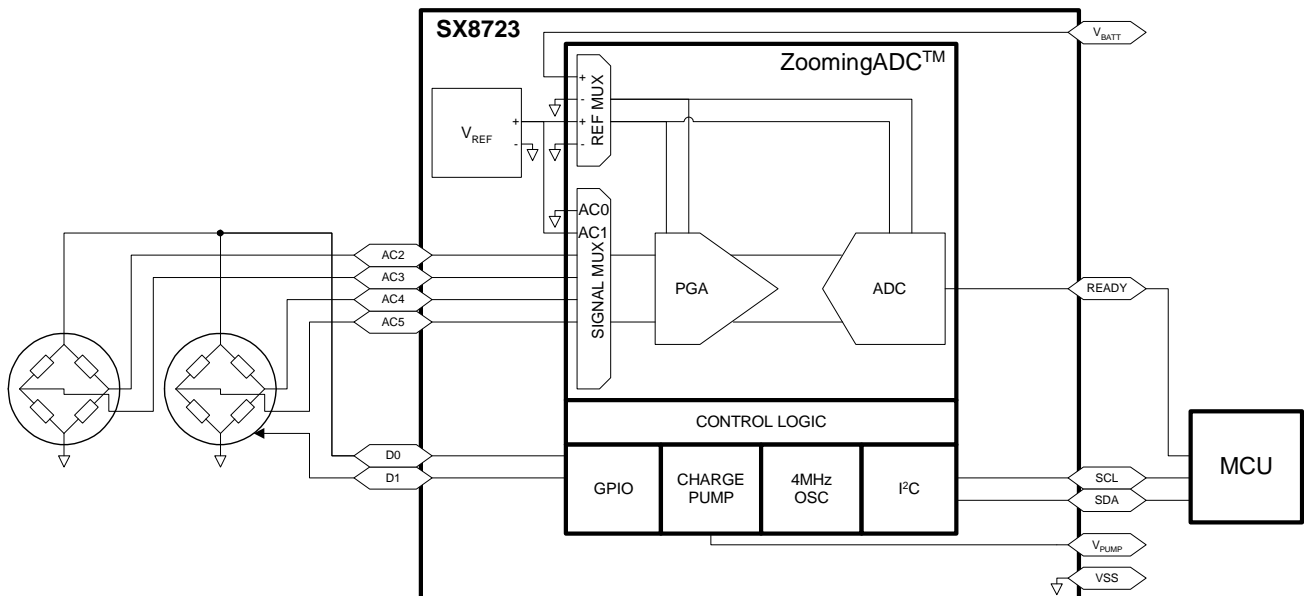 SX8723
V_BATT
ZoomingADC™
+
-
+
-
REF MUX
V_REF
+
-
AC0
AC1
SIGNAL MUX
AC2
AC3
AC4
AC5
PGA
ADC
READY
CONTROL LOGIC
D0
D1
GPIO
CHARGE
PUMP
4MHz
OSC
I²C
SCL
SDA
MCU
V_PUMP
VSS